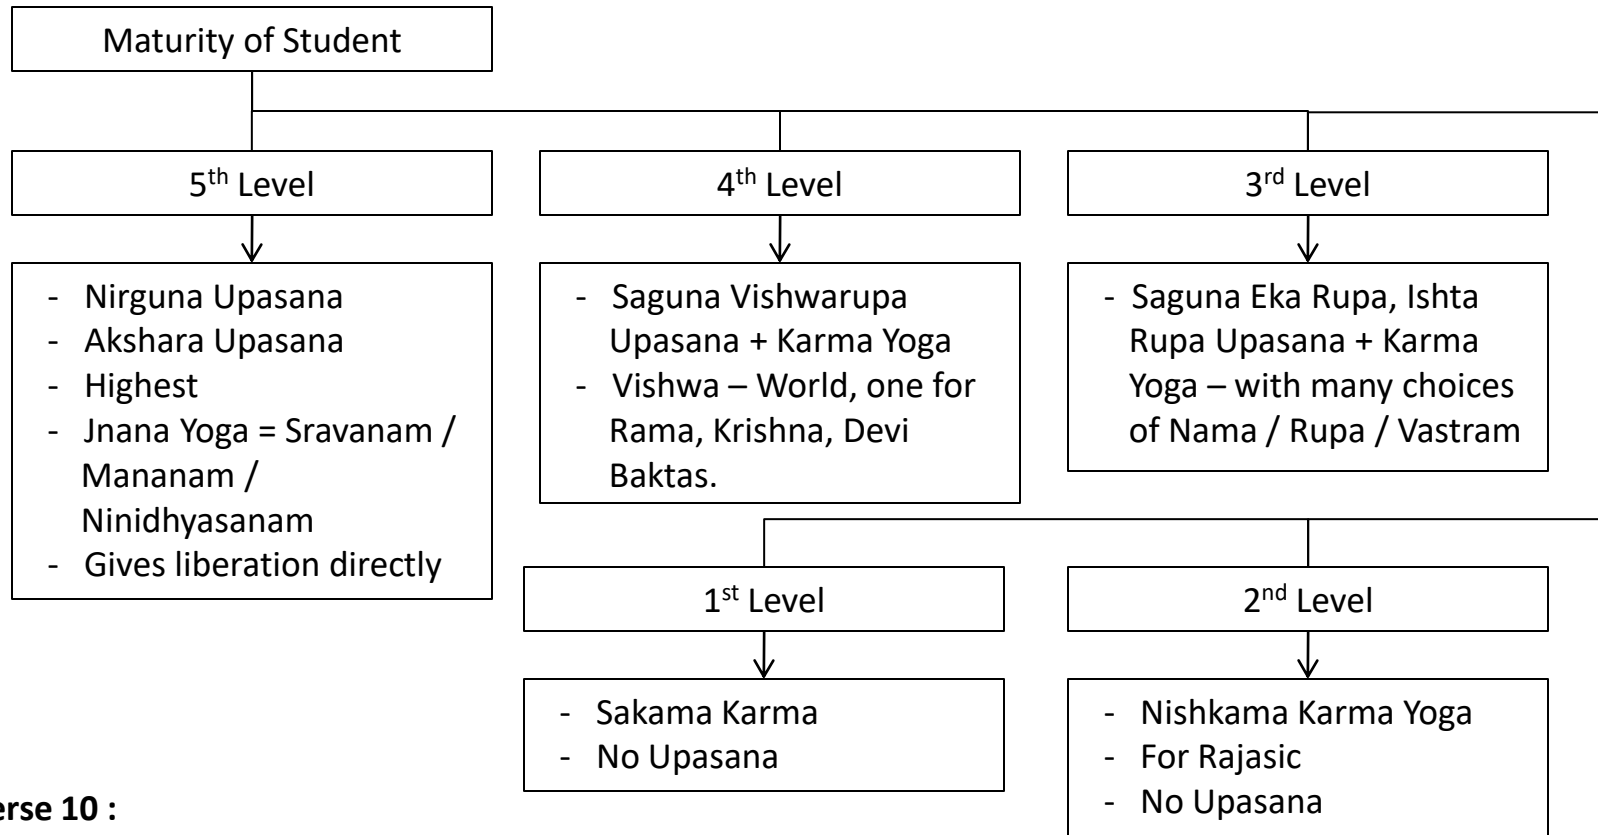 Maturity of Student
5th Level
4th Level
3rd Level
- Nirguna Upasana
- Akshara Upasana
- Highest
- Jnana Yoga = Sravanam /
Mananam /
Ninidhyasanam
- Gives liberation directly
- Saguna Vishwarupa
Upasana + Karma Yoga
- Vishwa – World, one for
Rama, Krishna, Devi
Baktas.
- Saguna Eka Rupa, Ishta
Rupa Upasana + Karma
Yoga – with many choices
of Nama / Rupa / Vastram
1st Level
2nd Level
- Sakama Karma
- No Upasana
- Nishkama Karma Yoga
- For Rajasic
- No Upasana
erse 10 :